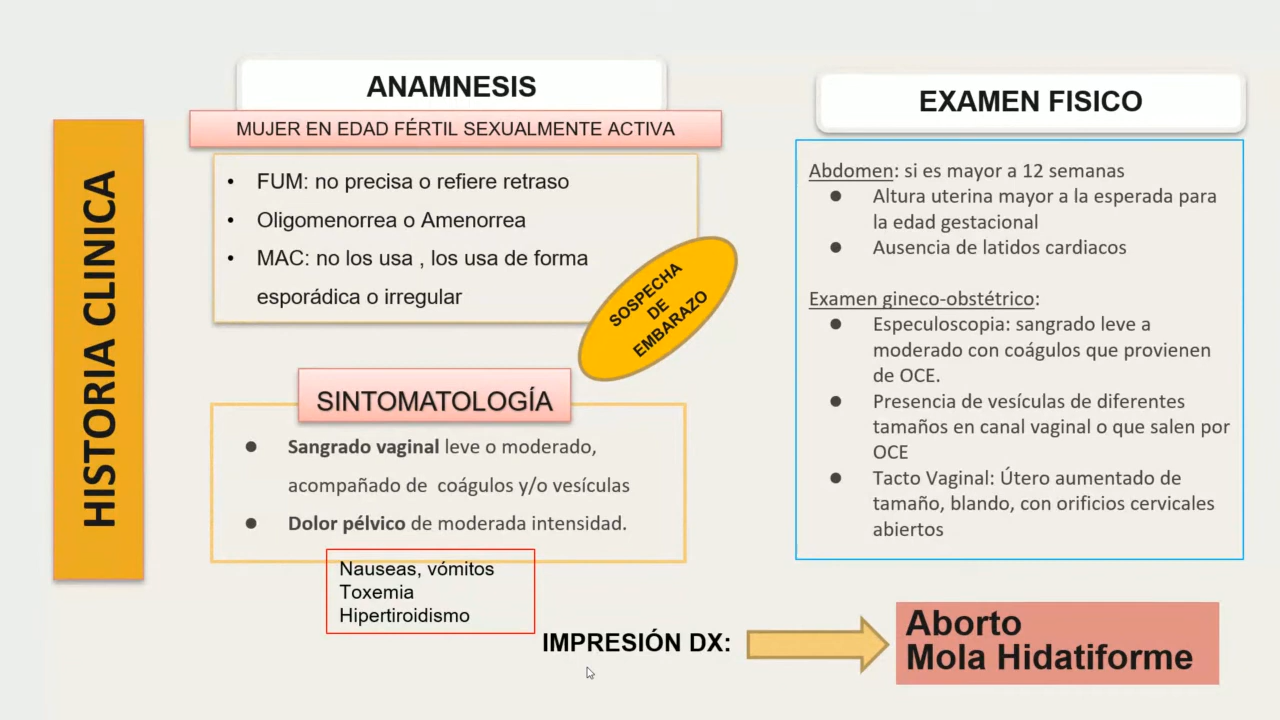 HISTORIA CLINICA
ANAMNESIS
MUJER EN EDAD FÉRTIL SEXUALMENTE ACTIVA
• FUM: no precisa o refiere retraso
• Oligomenorrea o Amenorrea
• MAC: no los usa , los usa de forma
esporádica o irregular
SOSPECHA
DE
EMBARAZO
SINTOMATOLOGÍA
● Sangrado vaginal leve o moderado,
acompañado de coágulos y/o vesículas
● Dolor pélvico de moderada intensidad.
Nauseas, vómitos
Toxemia
Hipertiroidismo
EXAMEN FISICO
Abdomen: si es mayor a 12 semanas
● Altura uterina mayor a la esperada para
la edad gestacional
● Ausencia de latidos cardiacos
Examen gineco-obstétrico:
● Especuloscopia: sangrado leve a
moderado con coágulos que provienen
de OCE.
● Presencia de vesículas de diferentes
tamaños en canal vaginal o que salen por
OCE
● Tacto Vaginal: Útero aumentado de
tamaño, blando, con orificios cervicales
abiertos
IMPRESIÓN DX:
Aborto
Mola Hidatiforme